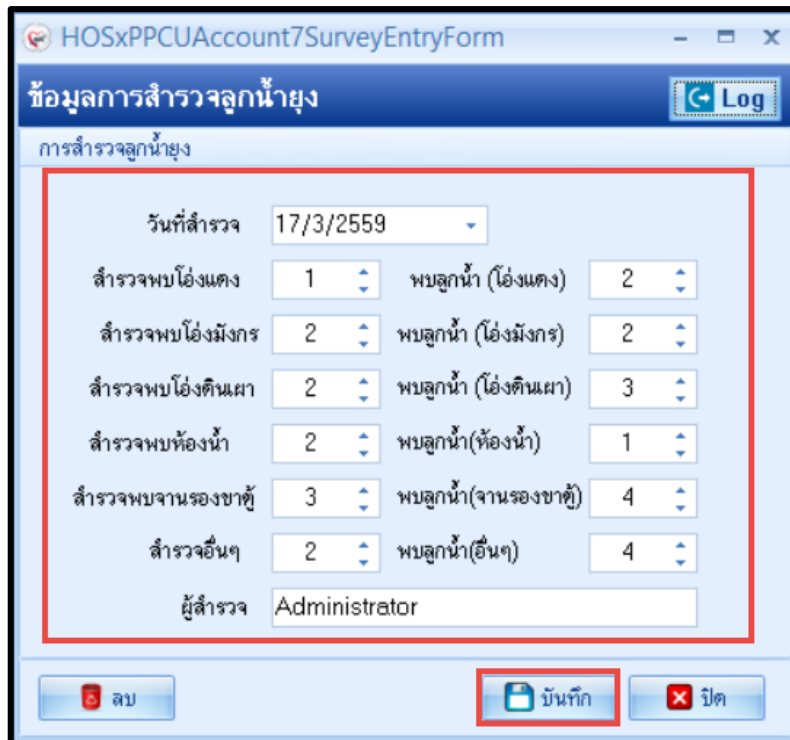 HOSxPPCUAccount7SurveyEntryForm
ข้อมูลการสำรวจลูกน้ำยุง Log
การสำรวจลูกน้ำยุง
วันที่สำรวจ 17/3/2559
สำรวจพบโอ่งแดง 1 พบลูกน้ำ (โอ่งแดง) 2
สำรวจพบโอ่งมังกร 2 พบลูกน้ำ (โอ่งมังกร) 2
สำรวจพบโอ่งดินเผา 2 พบลูกน้ำ (โอ่งดินเผา) 3
สำรวจพบห้องน้ำ 2 พบลูกน้ำ(ห้องน้ำ) 1
สำรวจพบจานรองขาตู้ 3 พบลูกน้ำ(จานรองขาตู้) 4
สำรวจอื่นๆ 2 พบลูกน้ำ(อื่นๆ) 4
ผู้สำรวจ Administrator
ลบ บันทึก ปิด